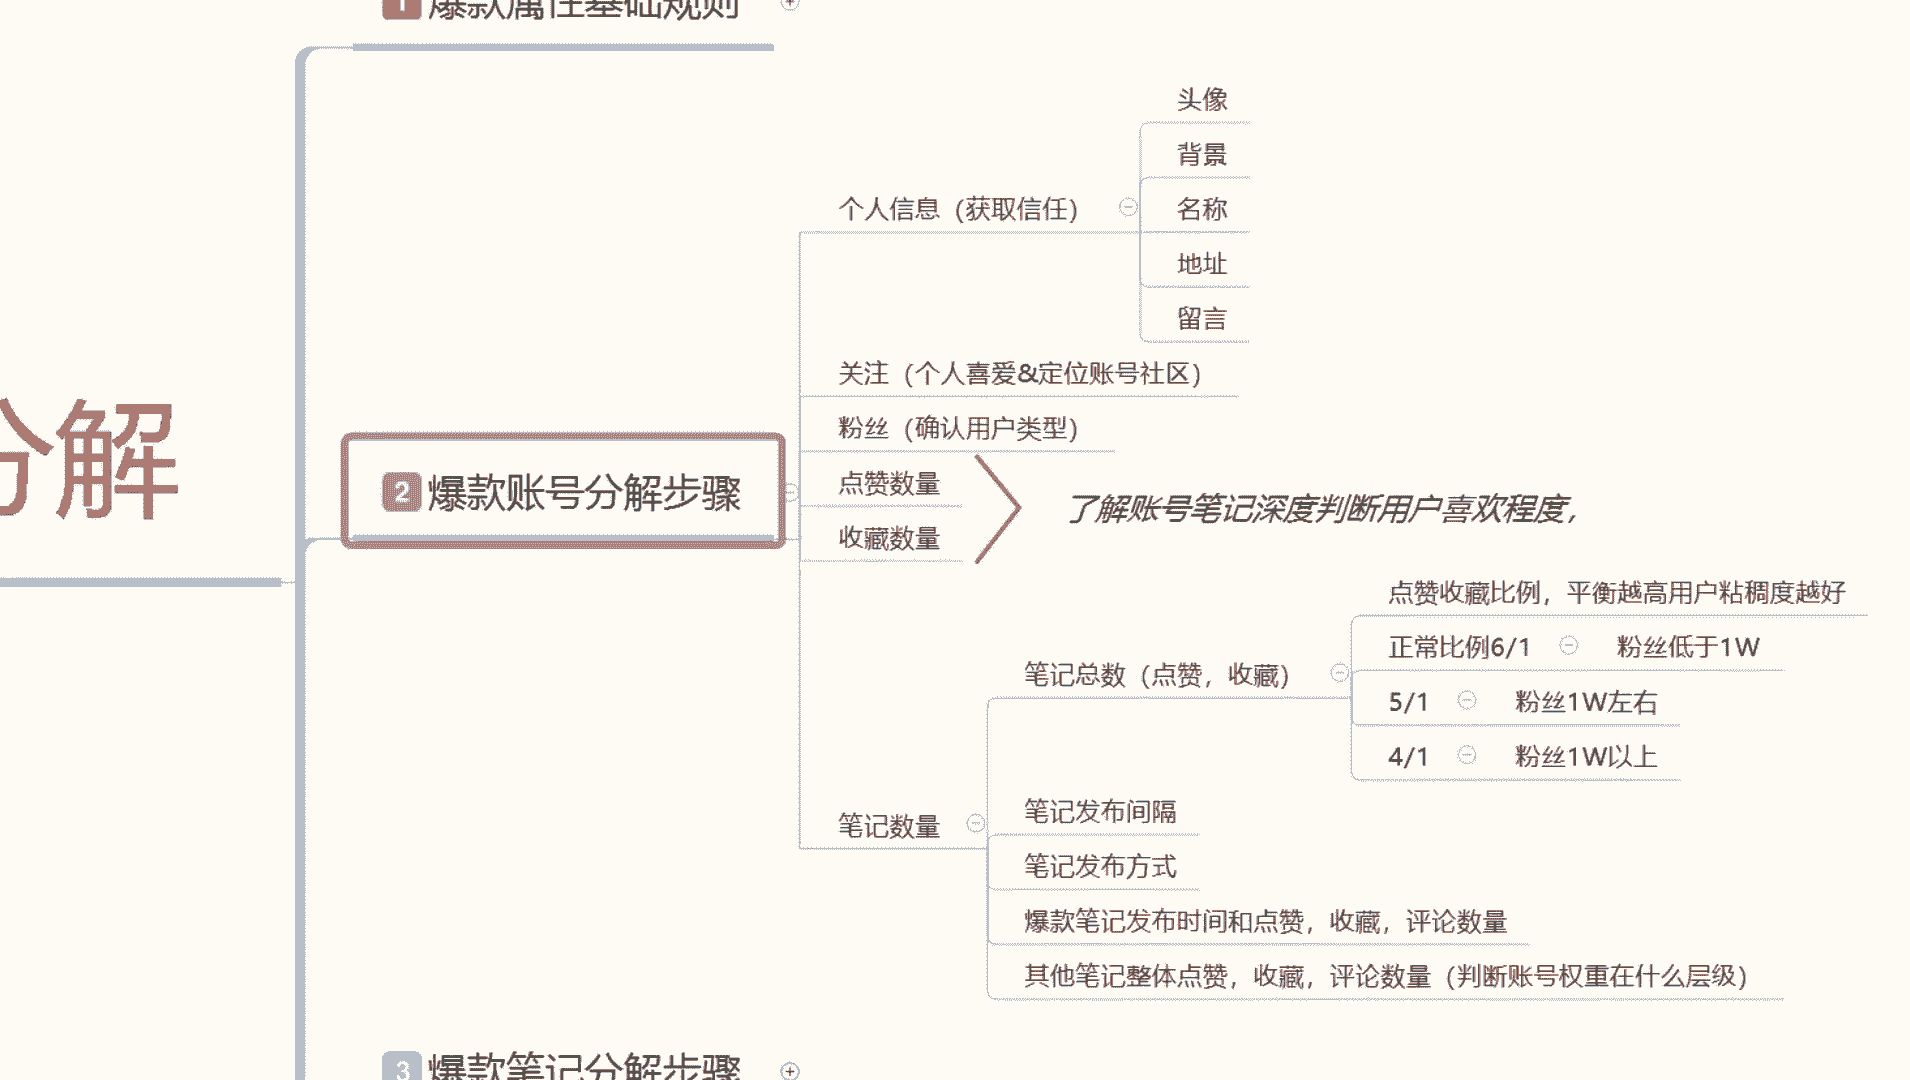 1 爆款属性基础规则
头像
背景
个人信息（获取信任）
名称
地址
留言
关注（个人喜爱&定位账号社区）
粉丝（确认用户类型）
分解
2 爆款账号分解步骤
点赞数量
收藏数量
了解账号笔记深度判断用户喜欢程度，
点赞收藏比例，平衡越高用户粘稠度越好
正常比例6/1 粉丝低于1W
笔记总数（点赞，收藏）
5/1 粉丝1W左右
4/1 粉丝1W以上
笔记数量
笔记发布间隔
笔记发布方式
爆款笔记发布时间和点赞，收藏，评论数量
其他笔记整体点赞，收藏，评论数量（判断账号权重在什么层级）
3 爆款笔记分解步骤